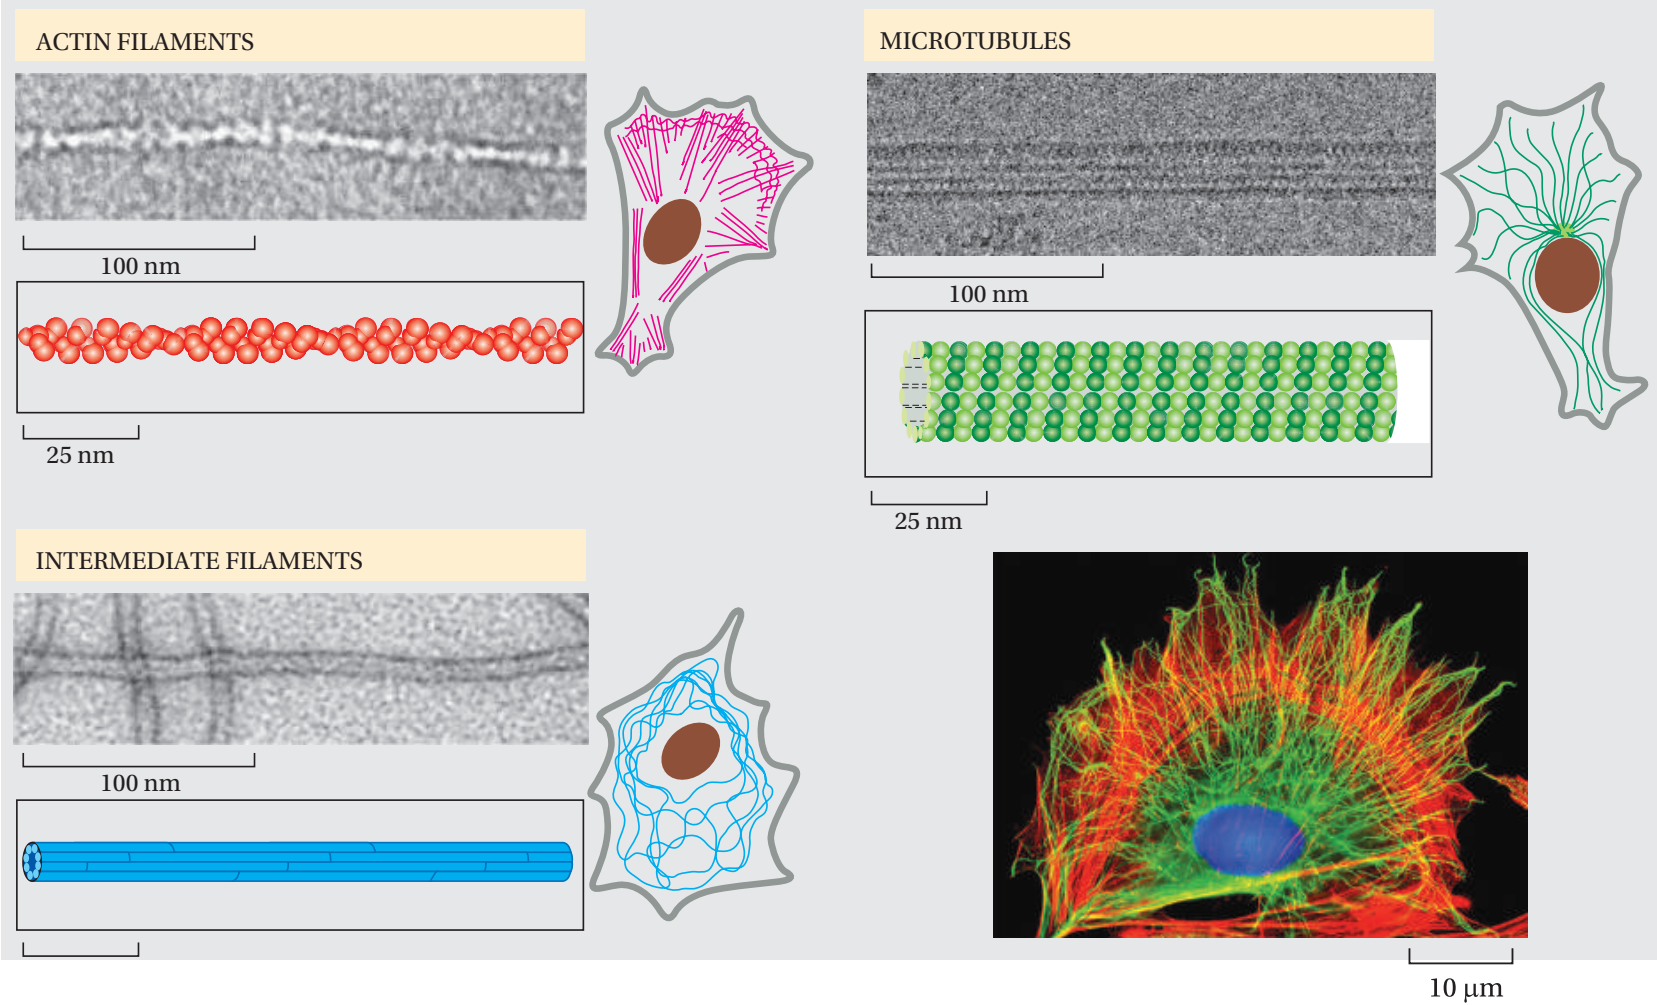 ACTIN FILAMENTS
100 nm
25 nm
MICROTUBULES
100 nm
25 nm
INTERMEDIATE FILAMENTS
100 nm
10 μm